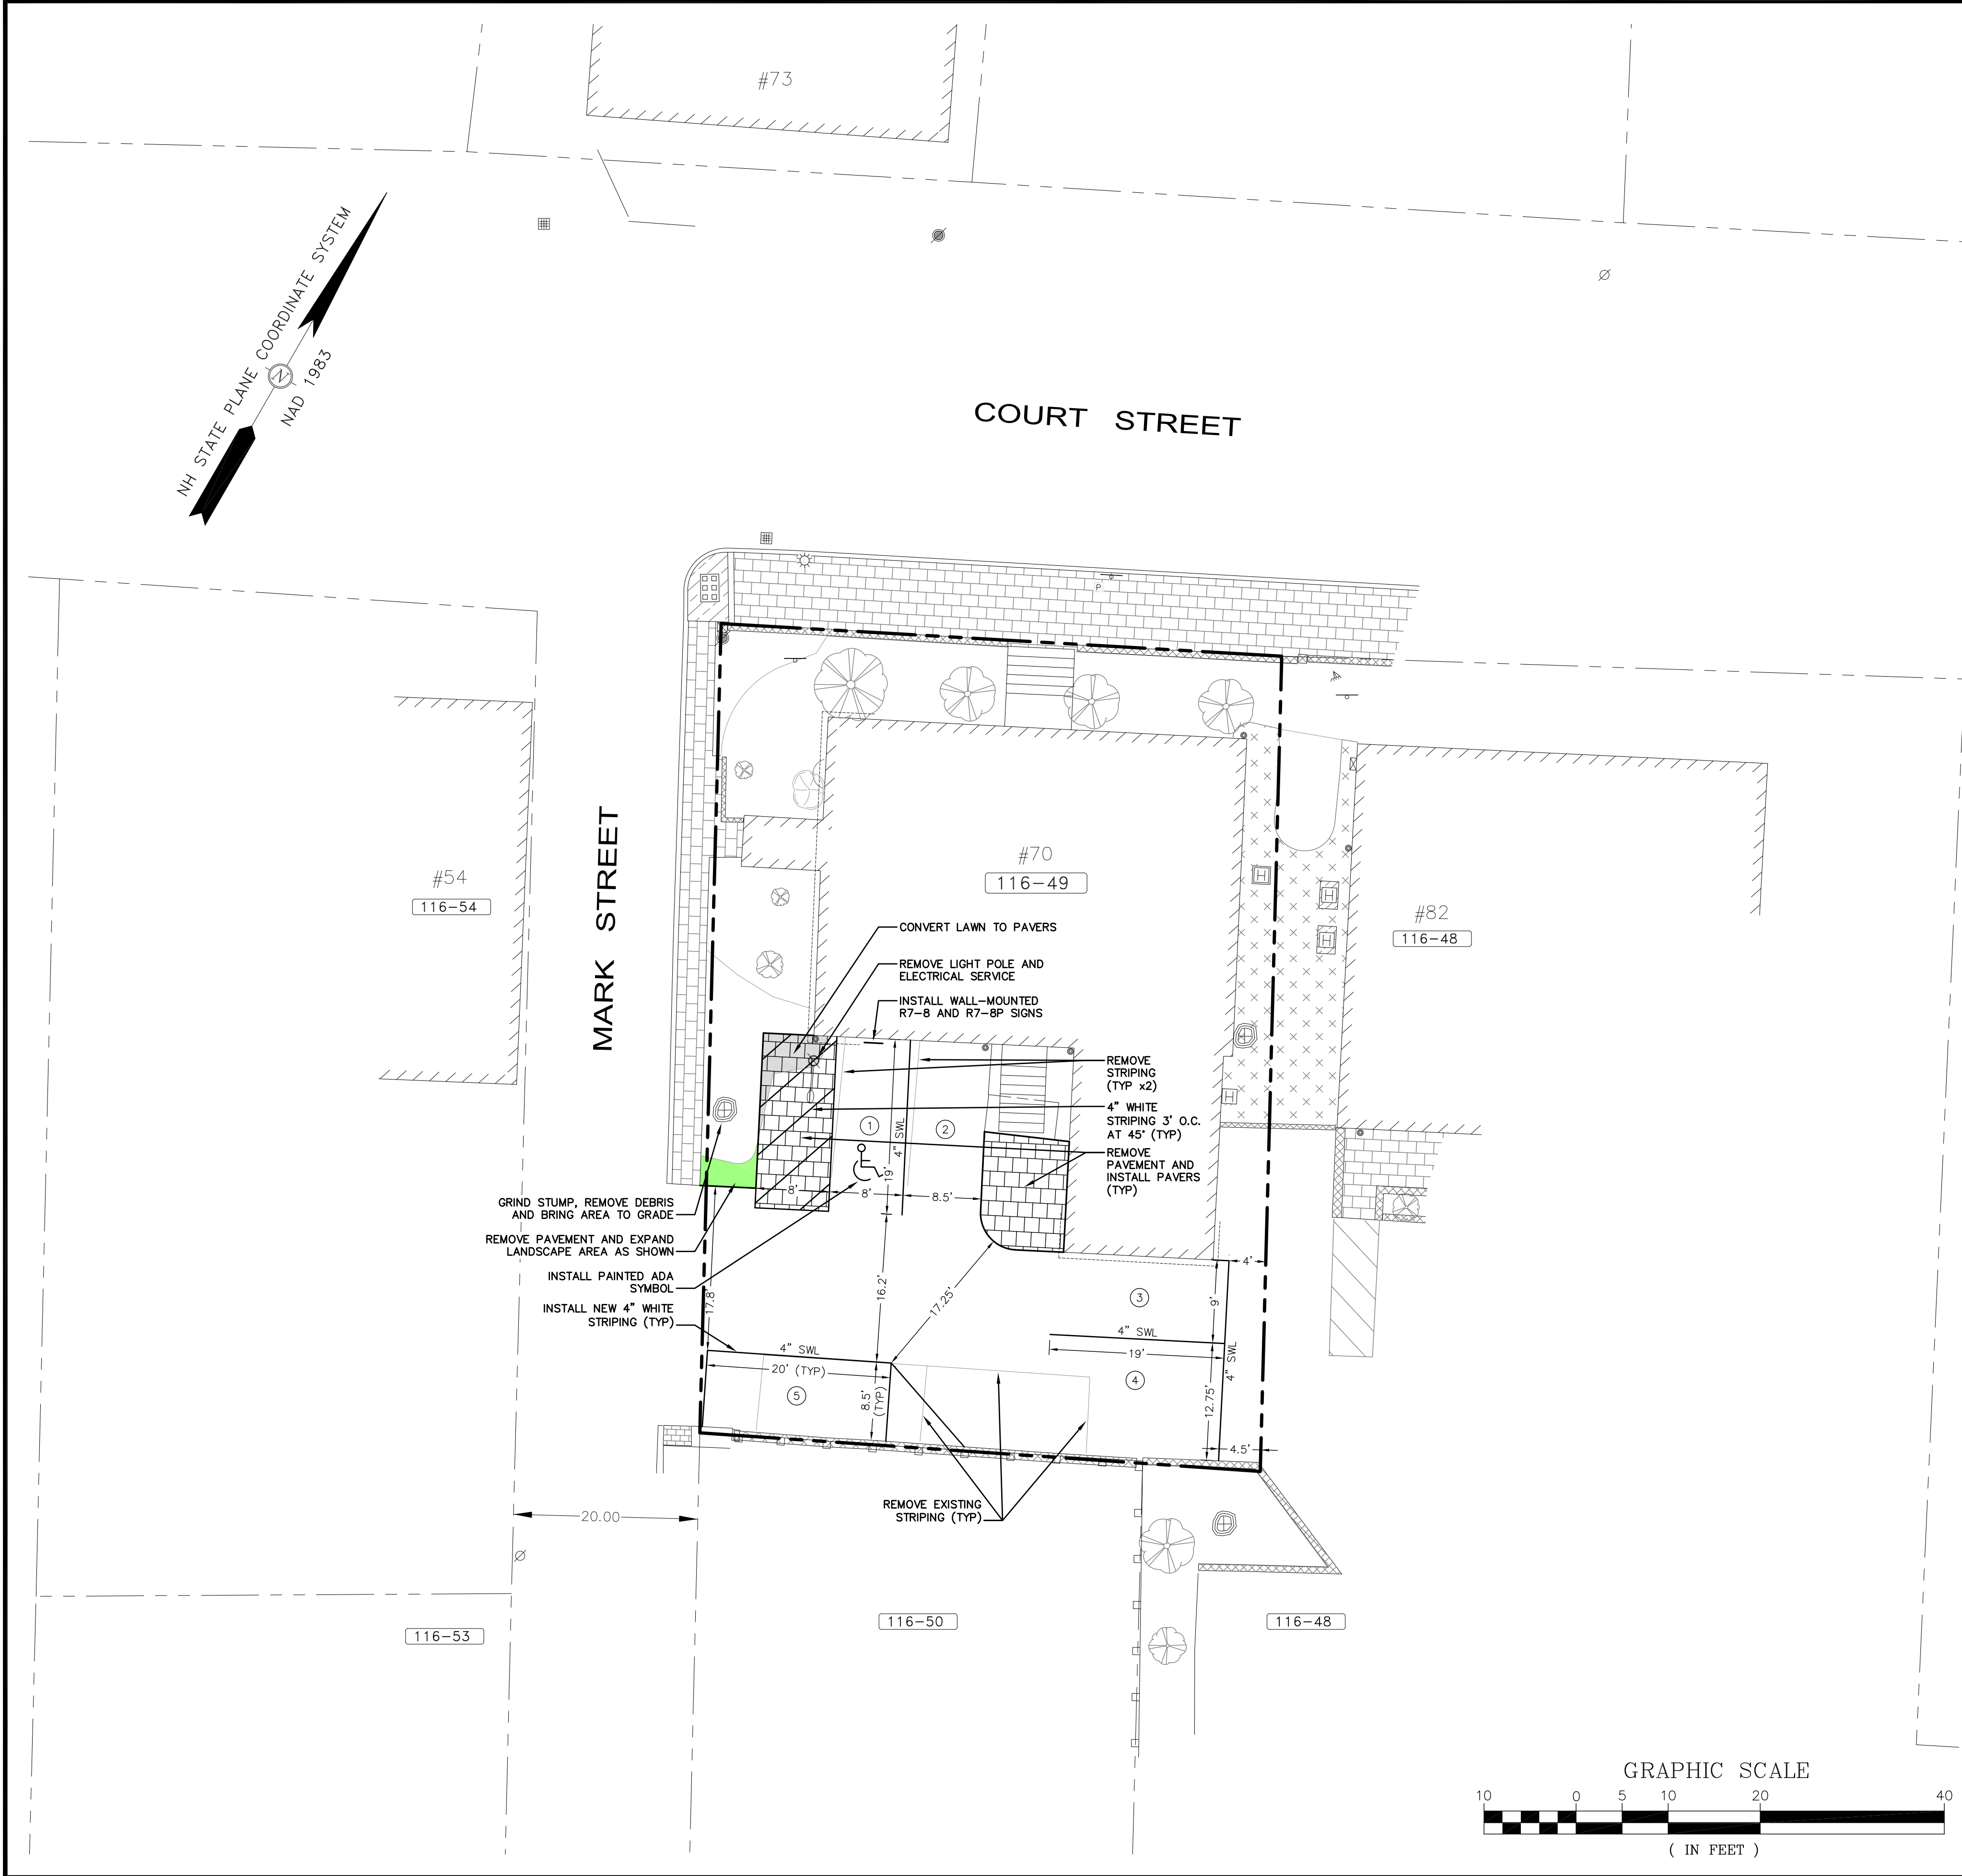 #73
NH STATE PLANE COORDINATE SYSTEM
N
NAD 1983
COURT STREET
P
MARK STREET
#54
116-54
#70
116-49
#82
116-48
H
H
H
H
CONVERT LAWN TO PAVERS
REMOVE LIGHT POLE AND
ELECTRICAL SERVICE
INSTALL WALL-MOUNTED
R7-8 AND R7-8P SIGNS
REMOVE
STRIPING
(TYP x2)
4" WHITE
STRIPING 3' O.C.
AT 45° (TYP)
REMOVE
PAVEMENT AND
INSTALL PAVERS
(TYP)
1
2
4" SWL
19'
8'
8'
8.5'
GRIND STUMP, REMOVE DEBRIS
AND BRING AREA TO GRADE
REMOVE PAVEMENT AND EXPAND
LANDSCAPE AREA AS SHOWN
INSTALL PAINTED ADA
SYMBOL
INSTALL NEW 4" WHITE
STRIPING (TYP)
17.8'
16.2'
17.25'
4'
3
9'
4" SWL
19'
4" SWL
4
12.75'
4.5'
4" SWL
20' (TYP)
5
8.5'
(TYP)
REMOVE EXISTING
STRIPING (TYP)
20.00
116-53
116-50
116-48
GRAPHIC SCALE
10 0 5 10 20 40
( IN FEET )